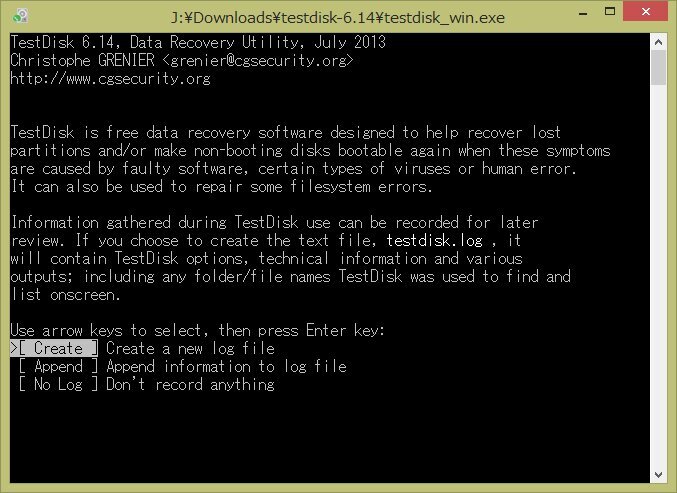 J:¥Downloads¥testdisk-6.14¥testdisk_win.exe
TestDisk 6.14, Data Recovery Utility, July 2013
Christophe GRENIER <grenier@cgsecurity.org>
http://www.cgsecurity.org
TestDisk is free data recovery software designed to help recover lost
partitions and/or make non-booting disks bootable again when these symptoms
are caused by faulty software, certain types of viruses or human error.
It can also be used to repair some filesystem errors.
Information gathered during TestDisk use can be recorded for later
review. If you choose to create the text file, testdisk.log , it
will contain TestDisk options, technical information and various
outputs; including any folder/file names TestDisk was used to find and
list onscreen.
Use arrow keys to select, then press Enter key:
>[ Create ] Create a new log file
[ Append ] Append information to log file
[ No Log ] Don't record anything